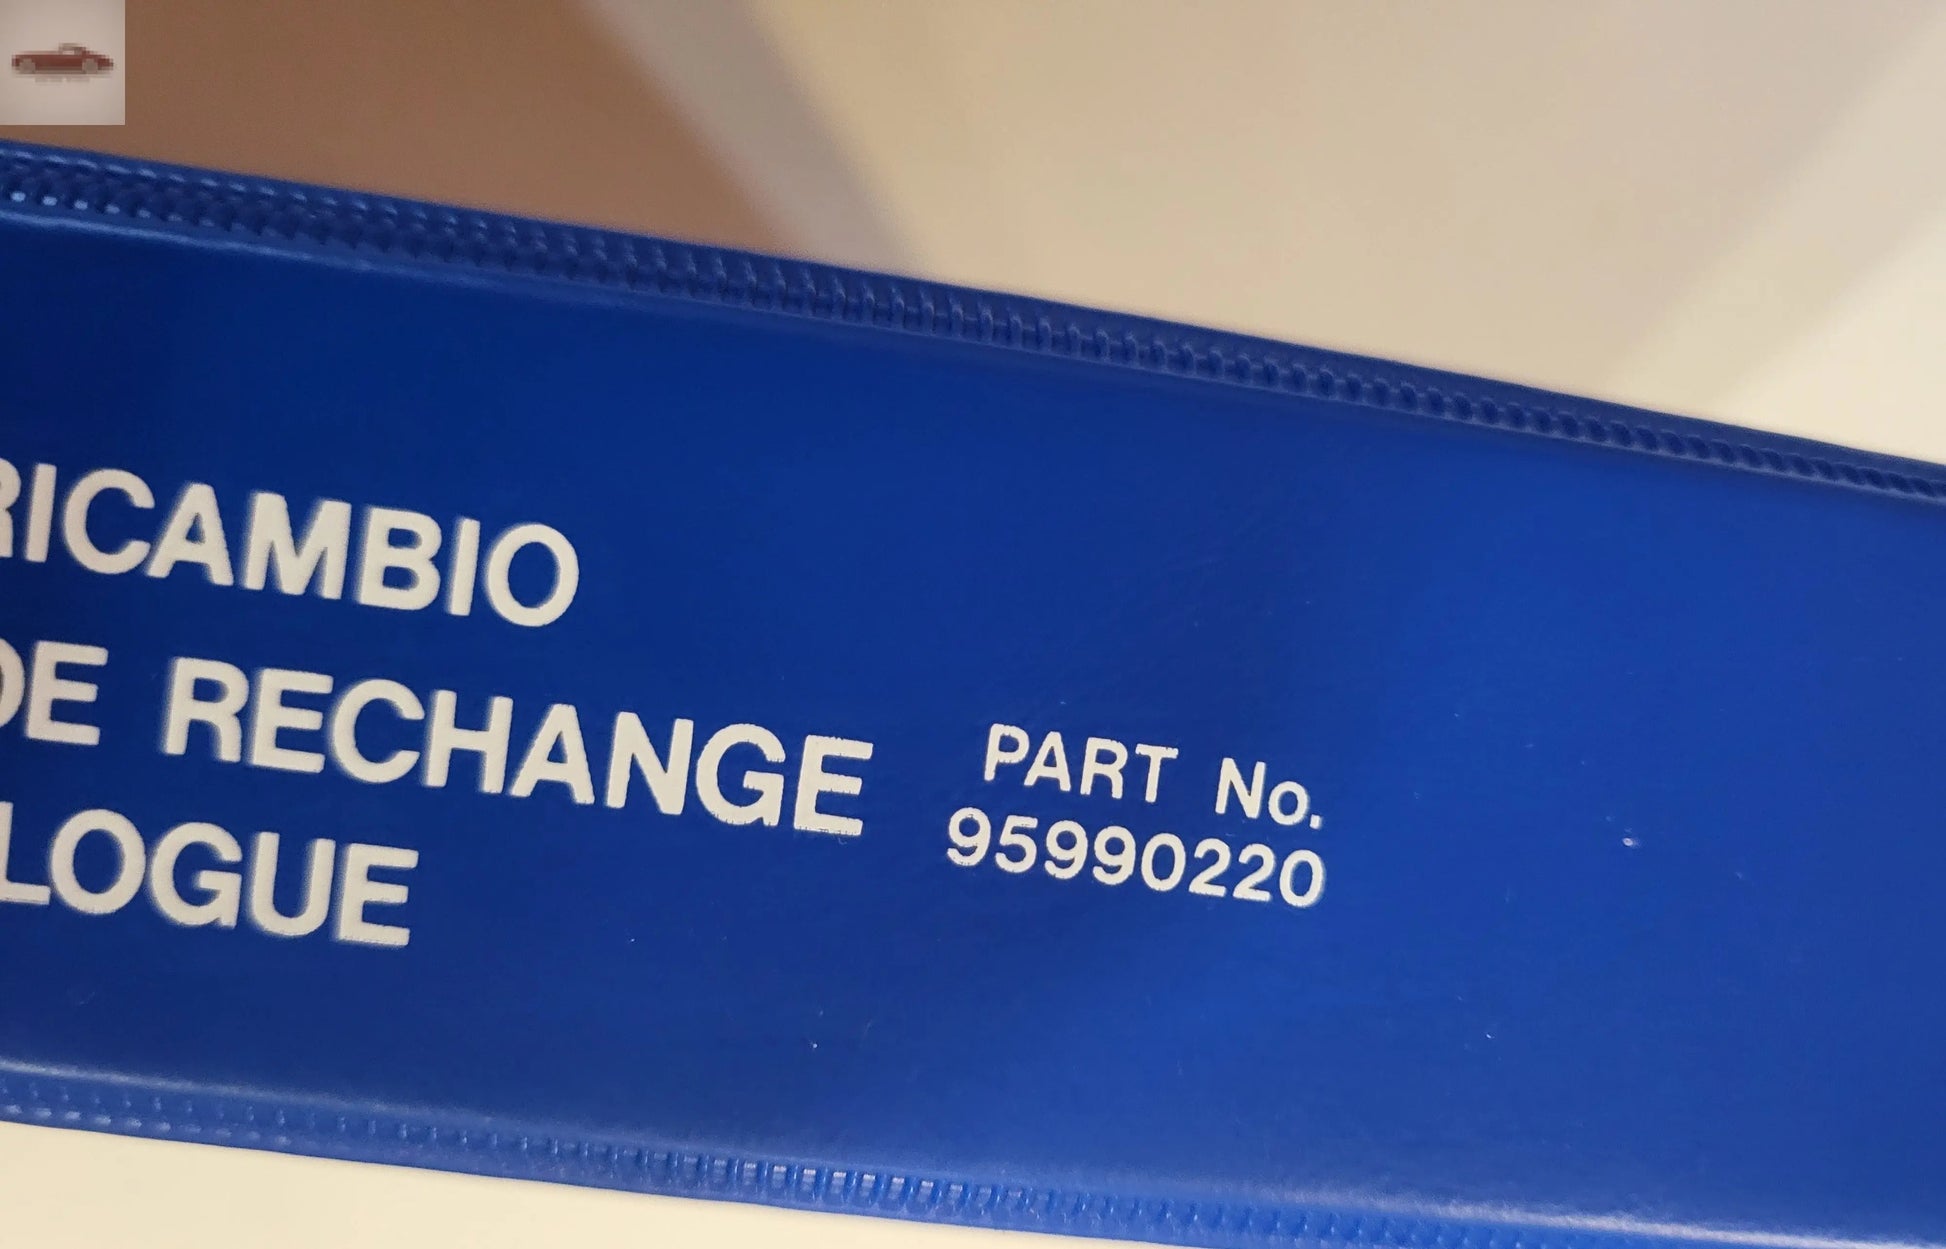 RICAMBIO
DE RECHANGE
LOGUE
PART No.
95990220